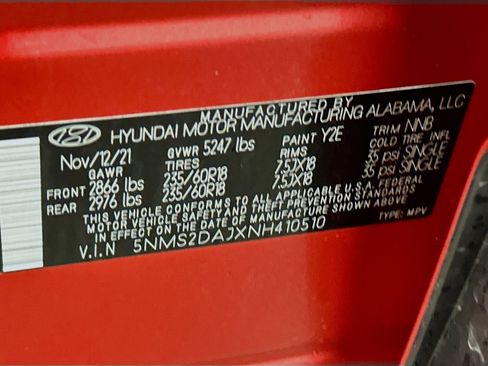 MANUFACTURED BY
HYUNDAI MOTOR MANUFACTURING ALABAMA, LLC
Nov/12/21 GVWR 5247 lbs PAINT Y2E TRIM NNB
GAWR TIRES RIMS COLD TIRE INFL
FRONT 2866 lbs 235/60R18 7.5JX18 35 psi SINGLE
REAR 2976 lbs 235/60R18 7.5JX18 35 psi SINGLE
THIS VEHICLE CONFORMS TO ALL APPLICABLE U.S.A. FEDERAL
MOTOR VEHICLE SAFETY AND THEFT PREVENTION STANDARDS
IN EFFECT ON THE DATE OF MANUFACTURE SHOWN ABOVE.
V.I.N 5NMS2DAJXNH410510 TYPE: MPV